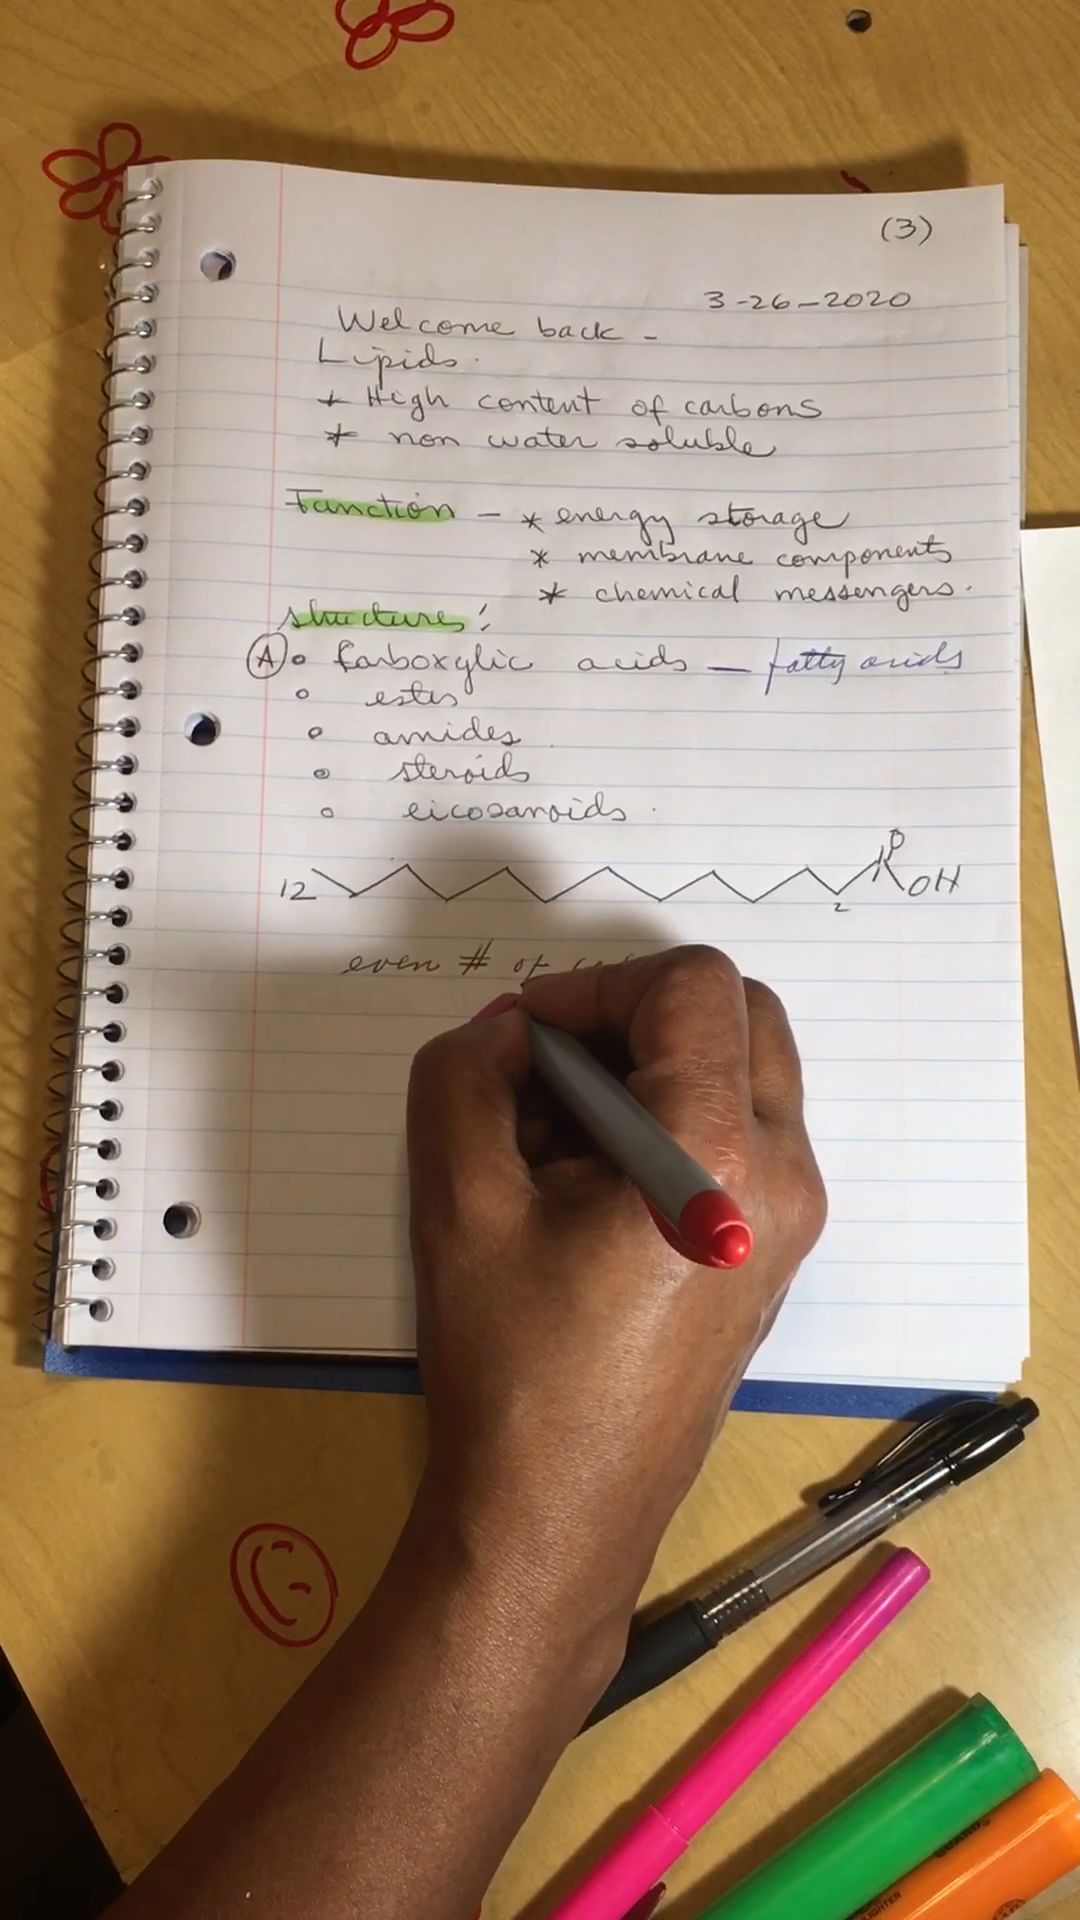 (3)
3-26-2020
Welcome back -
Lipids.
* High content of carbons
* non water soluble
Function - * energy storage
* membrane components
* chemical messengers.
structures:
A • Carboxylic acids — fatty acids
◦ esters
◦ amides
◦ steroids
◦ eicosanoids.
12 2 O OH
even # of